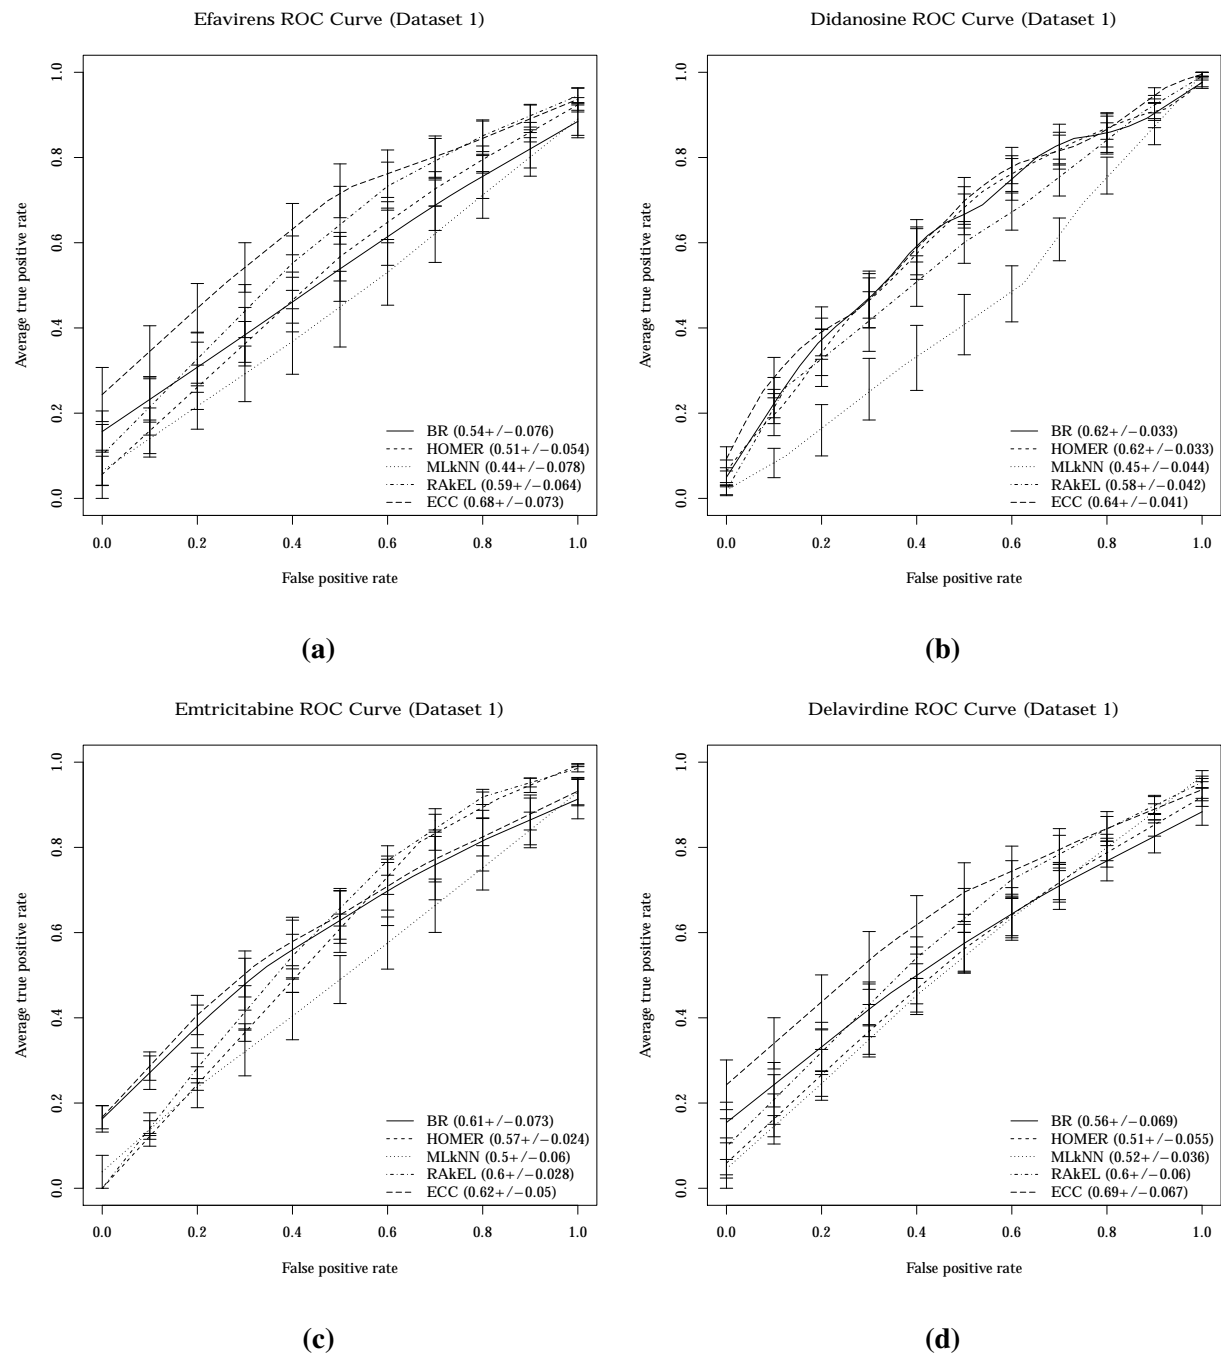 Efavirens ROC Curve (Dataset 1)
Average true positive rate
0.0 0.2 0.4 0.6 0.8 1.0
BR (0.54+/−0.076)
HOMER (0.51+/−0.054)
MLkNN (0.44+/−0.078)
RAkEL (0.59+/−0.064)
ECC (0.68+/−0.073)
0.0 0.2 0.4 0.6 0.8 1.0
False positive rate
(a)
Didanosine ROC Curve (Dataset 1)
Average true positive rate
0.0 0.2 0.4 0.6 0.8 1.0
BR (0.62+/−0.033)
HOMER (0.62+/−0.033)
MLkNN (0.45+/−0.044)
RAkEL (0.58+/−0.042)
ECC (0.64+/−0.041)
0.0 0.2 0.4 0.6 0.8 1.0
False positive rate
(b)
Emtricitabine ROC Curve (Dataset 1)
Average true positive rate
0.0 0.2 0.4 0.6 0.8 1.0
BR (0.61+/−0.073)
HOMER (0.57+/−0.024)
MLkNN (0.5+/−0.06)
RAkEL (0.6+/−0.028)
ECC (0.62+/−0.05)
0.0 0.2 0.4 0.6 0.8 1.0
False positive rate
(c)
Delavirdine ROC Curve (Dataset 1)
Average true positive rate
0.0 0.2 0.4 0.6 0.8 1.0
BR (0.56+/−0.069)
HOMER (0.51+/−0.055)
MLkNN (0.52+/−0.036)
RAkEL (0.6+/−0.06)
ECC (0.69+/−0.067)
0.0 0.2 0.4 0.6 0.8 1.0
False positive rate
(d)